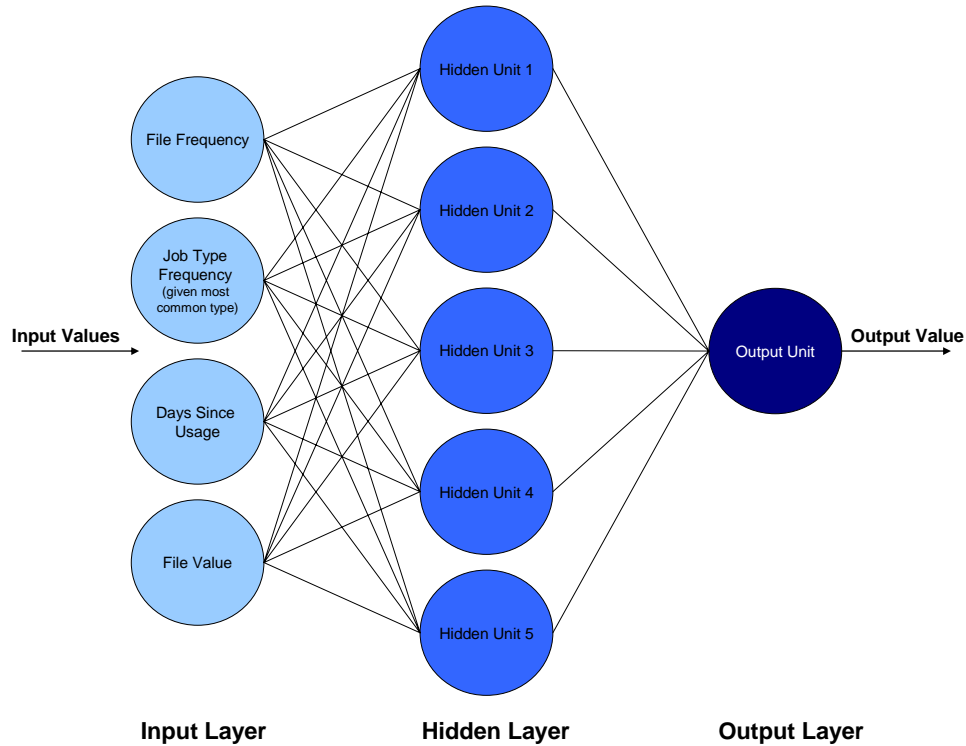 File Frequency
Job Type
Frequency
(given most
common type)
Input Values
Days Since
Usage
File Value
Hidden Unit 1
Hidden Unit 2
Hidden Unit 3
Hidden Unit 4
Hidden Unit 5
Output Unit
Output Value
Input Layer
Hidden Layer
Output Layer